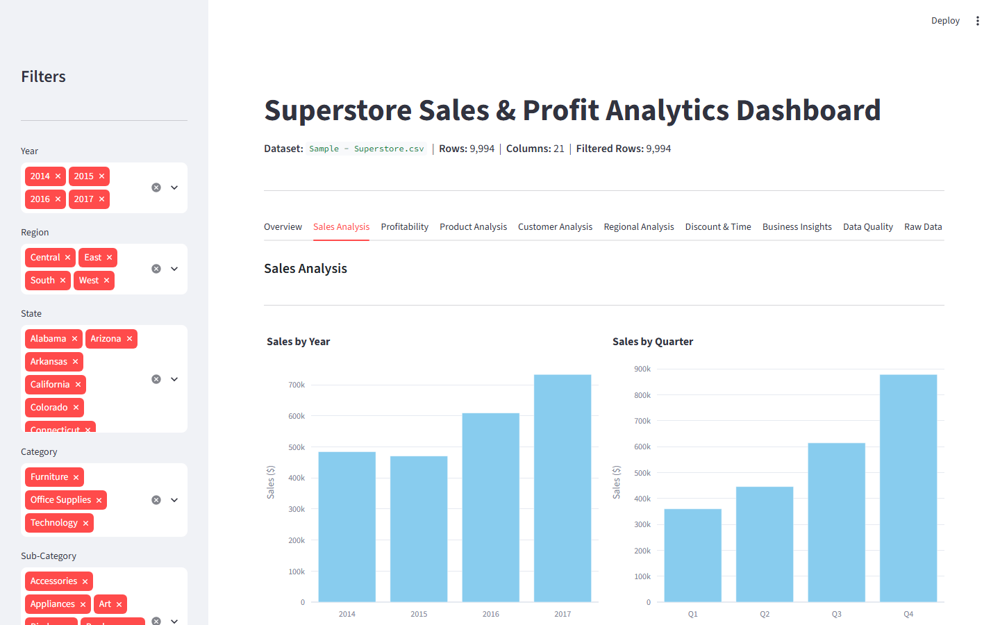 Deploy
Filters
Year
2014 2015
2016 2017
Region
Central East
South West
State
Alabama Arizona
Arkansas
California
Colorado
Connecticut
Category
Furniture
Office Supplies
Technology
Sub-Category
Accessories
Appliances Art
Superstore Sales & Profit Analytics Dashboard
Dataset: Sample - Superstore.csv | Rows: 9,994 | Columns: 21 | Filtered Rows: 9,994
Overview Sales Analysis Profitability Product Analysis Customer Analysis Regional Analysis Discount & Time Business Insights Data Quality Raw Data
Sales Analysis
Sales by Year
Sales ($)
700k
600k
500k
400k
300k
200k
100k
0
2014 2015 2016 2017
Sales by Quarter
Sales ($)
900k
800k
700k
600k
500k
400k
300k
200k
100k
0
Q1 Q2 Q3 Q4